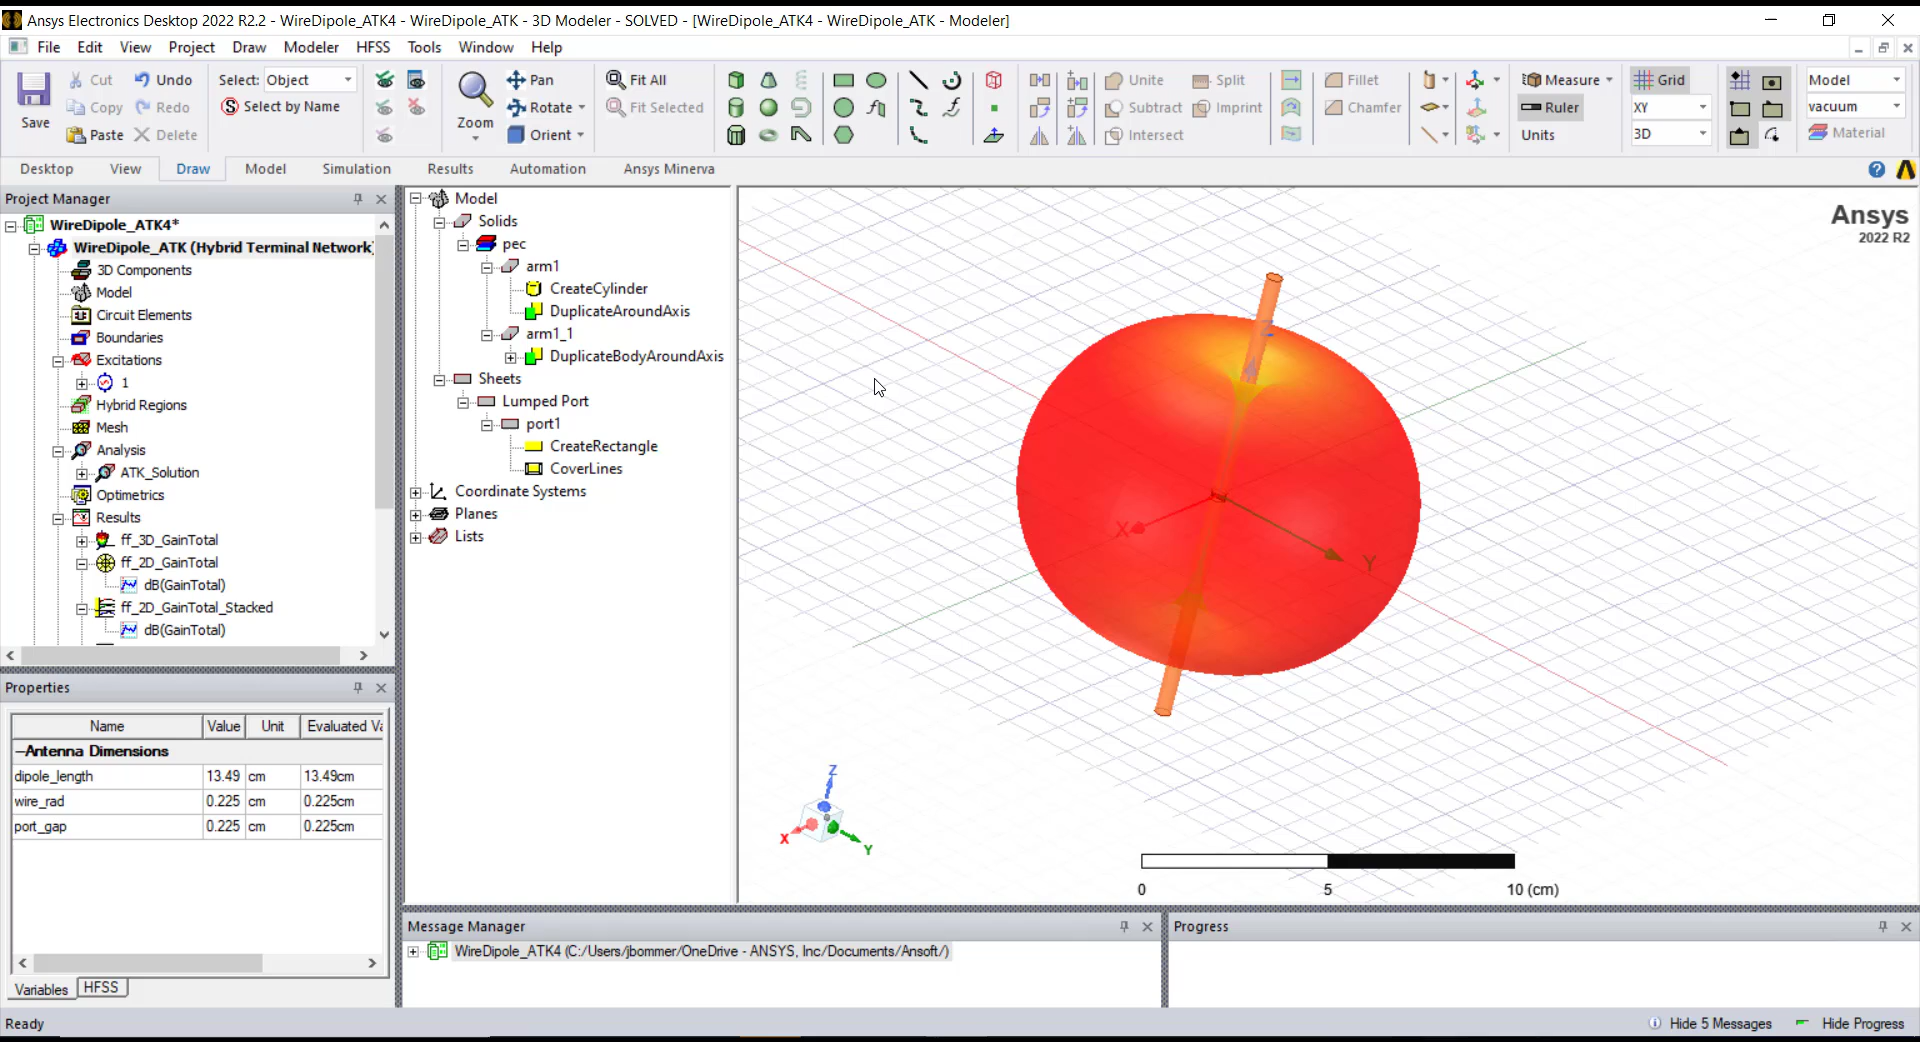 Ansys Electronics Desktop 2022 R2.2 - WireDipole_ATK4 - WireDipole_ATK - 3D Modeler - SOLVED - [WireDipole_ATK4 - WireDipole_ATK - Modeler]
File Edit View Project Draw Modeler HFSS Tools Window Help
Save
Cut Undo
Copy Redo
Paste Delete
Select: Object
Select by Name
Zoom
Pan
Rotate
Orient
Fit All
Fit Selected
Unite Split
Subtract Imprint
Intersect
Fillet
Chamfer
Measure
Ruler
Units
Grid
XY
3D
Model
vacuum
Material
Desktop View Draw Model Simulation Results Automation Ansys Minerva
Project Manager
WireDipole_ATK4*
WireDipole_ATK (Hybrid Terminal Network)
3D Components
Model
Circuit Elements
Boundaries
Excitations
1
Hybrid Regions
Mesh
Analysis
ATK_Solution
Optimetrics
Results
ff_3D_GainTotal
ff_2D_GainTotal
dB(GainTotal)
ff_2D_GainTotal_Stacked
dB(GainTotal)
Properties
Name Value Unit Evaluated Va
Antenna Dimensions
dipole_length 13.49 cm 13.49cm
wire_rad 0.225 cm 0.225cm
port_gap 0.225 cm 0.225cm
Variables HFSS
Model
Solids
pec
arm1
CreateCylinder
DuplicateAroundAxis
arm1_1
DuplicateBodyAroundAxis
Sheets
Lumped Port
port1
CreateRectangle
CoverLines
Coordinate Systems
Planes
Lists
Ansys
2022 R2
Z
X
Y
Z
X
Y
0 5 10 (cm)
Message Manager
WireDipole_ATK4 (C:/Users/jbommer/OneDrive - ANSYS, Inc/Documents/Ansoft/)
Progress
Ready
Hide 5 Messages Hide Progress